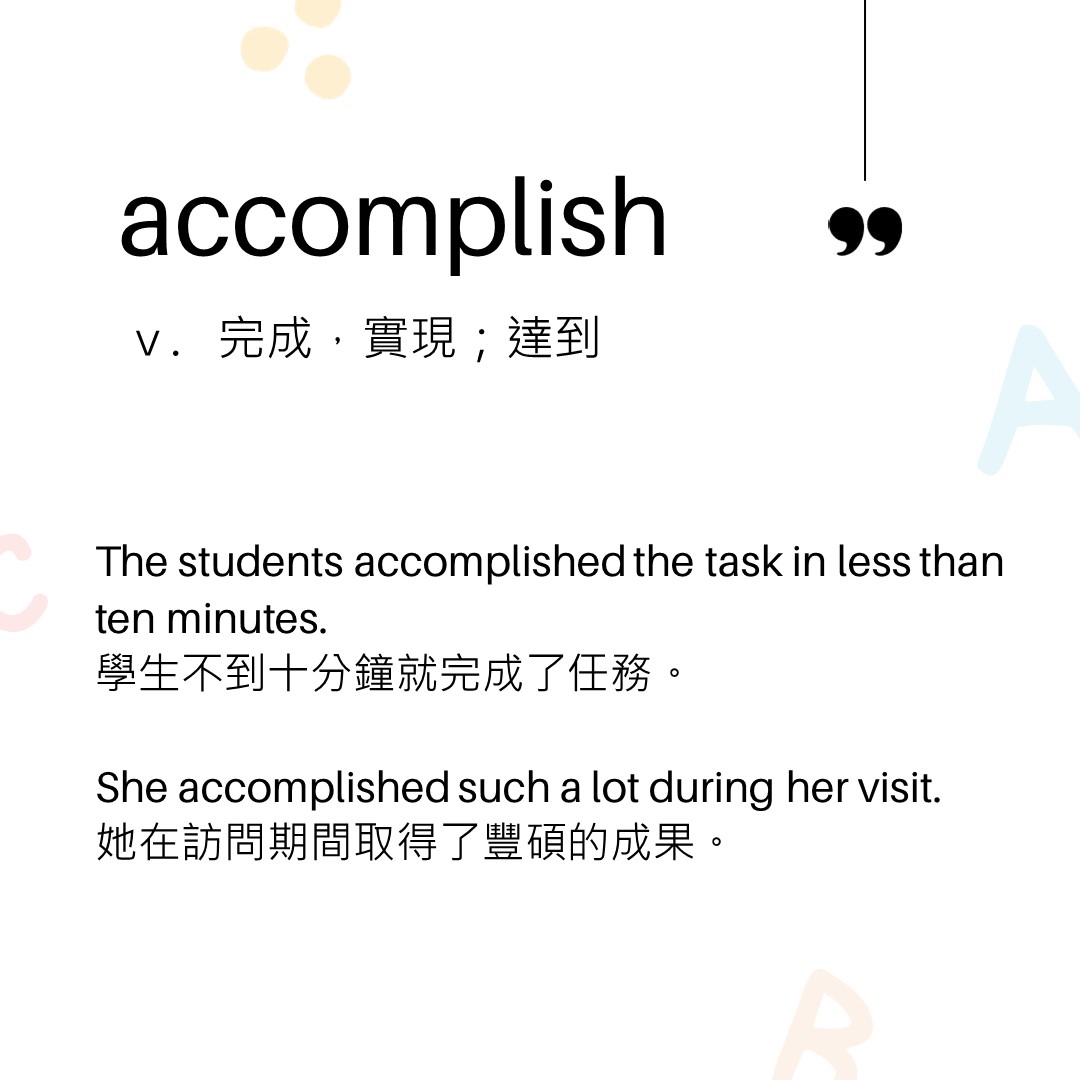 accomplish
”
v. 完成，實現；達到
A
The students accomplished the task in less than
C
ten minutes.
學生不到十分鐘就完成了任務。
She accomplished such a lot during her visit.
她在訪問期間取得了豐碩的成果。
B